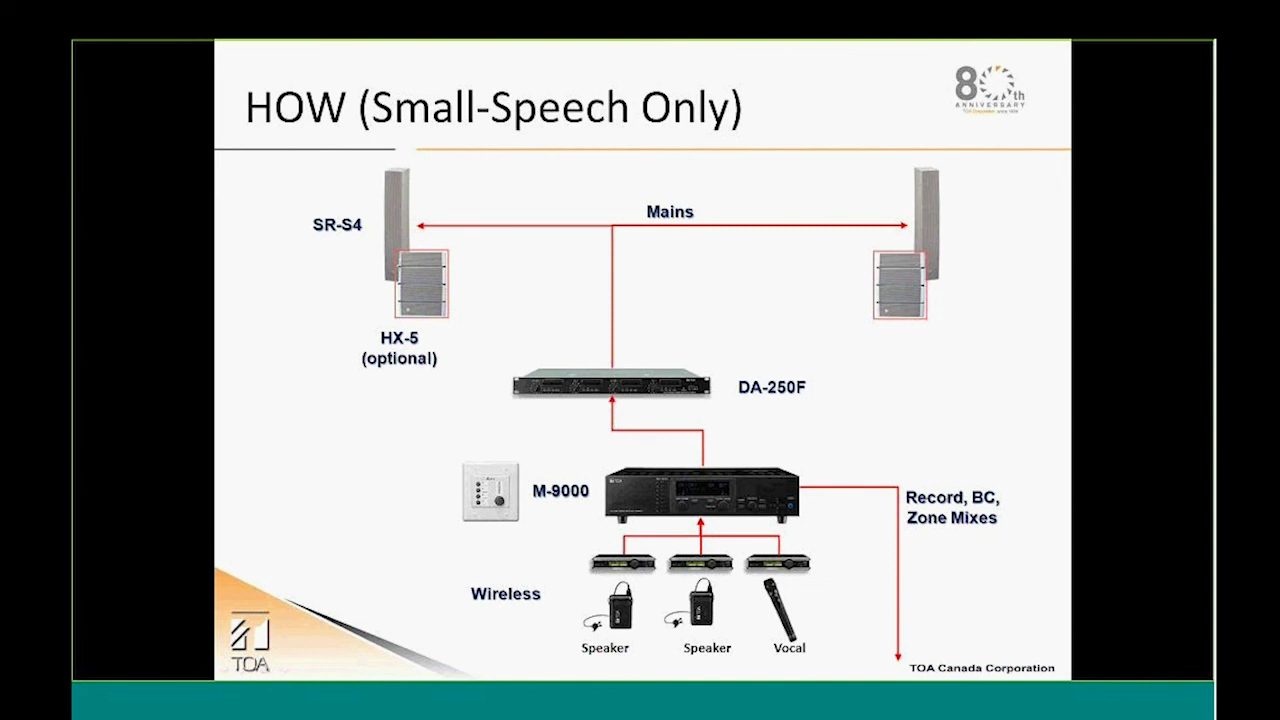 HOW (Small-Speech Only)
80th
ANNIVERSARY
SR-S4
Mains
HX-5
(optional)
DA-250F
M-9000
Record, BC,
Zone Mixes
Wireless
Speaker
Speaker
Vocal
TOA
TOA Canada Corporation